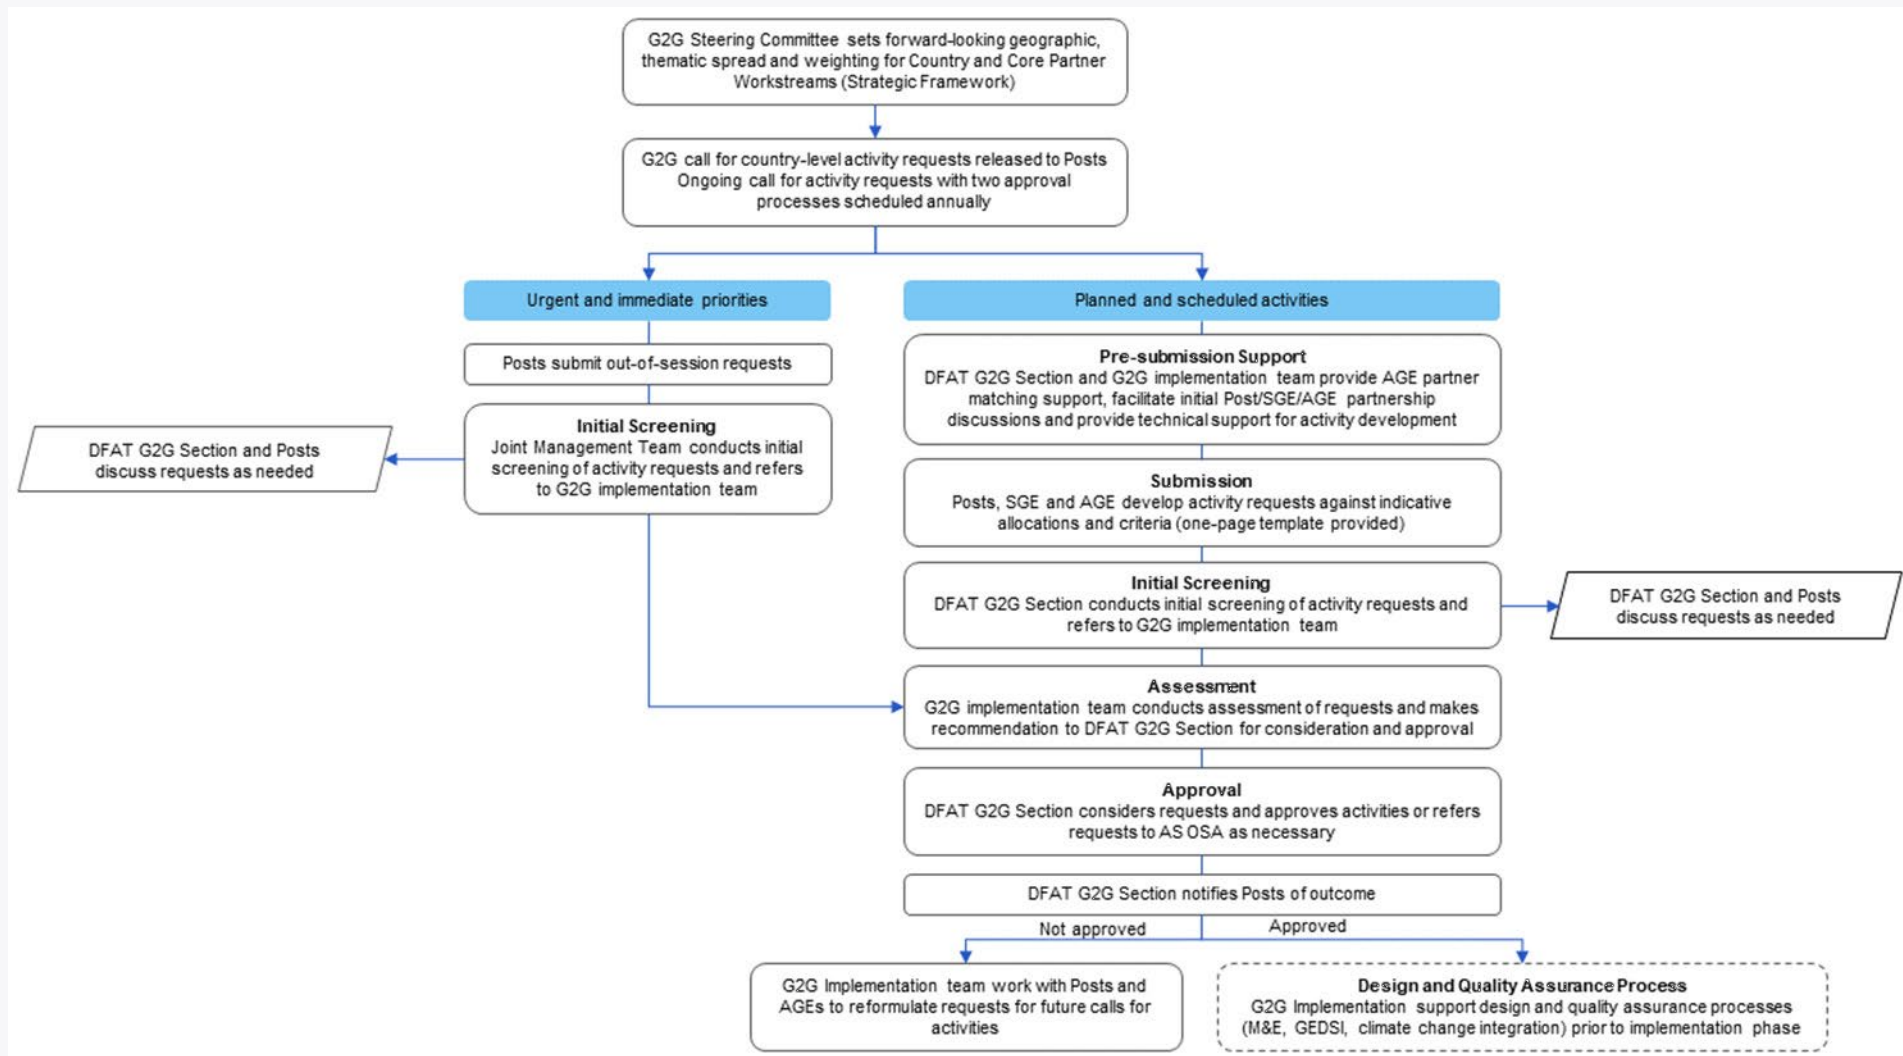 G2G Steering Committee sets forward-looking geographic,
thematic spread and weighting for Country and Core Partner
Workstreams (Strategic Framework)
G2G call for country-level activity requests released to Posts
Ongoing call for activity requests with two approval
processes scheduled annually
Urgent and immediate priorities
Posts submit out-of-session requests
Initial Screening
Joint Management Team conducts initial
screening of activity requests and refers
to G2G implementation team
DFAT G2G Section and Posts
discuss requests as needed
Planned and scheduled activities
Pre-submission Support
DFAT G2G Section and G2G implementation team provide AGE partner
matching support, facilitate initial Post/SGE/AGE partnership
discussions and provide technical support for activity development
Submission
Posts, SGE and AGE develop activity requests against indicative
allocations and criteria (one-page template provided)
Initial Screening
DFAT G2G Section conducts initial screening of activity requests and
refers to G2G implementation team
DFAT G2G Section and Posts
discuss requests as needed
Assessment
G2G implementation team conducts assessment of requests and makes
recommendation to DFAT G2G Section for consideration and approval
Approval
DFAT G2G Section considers requests and approves activities or refers
requests to AS OSA as necessary
DFAT G2G Section notifies Posts of outcome
Not approved
Approved
G2G Implementation team work with Posts and
AGEs to reformulate requests for future calls for
activities
Design and Quality Assurance Process
G2G Implementation support design and quality assurance processes
(M&E, GEDSI, climate change integration) prior to implementation phase